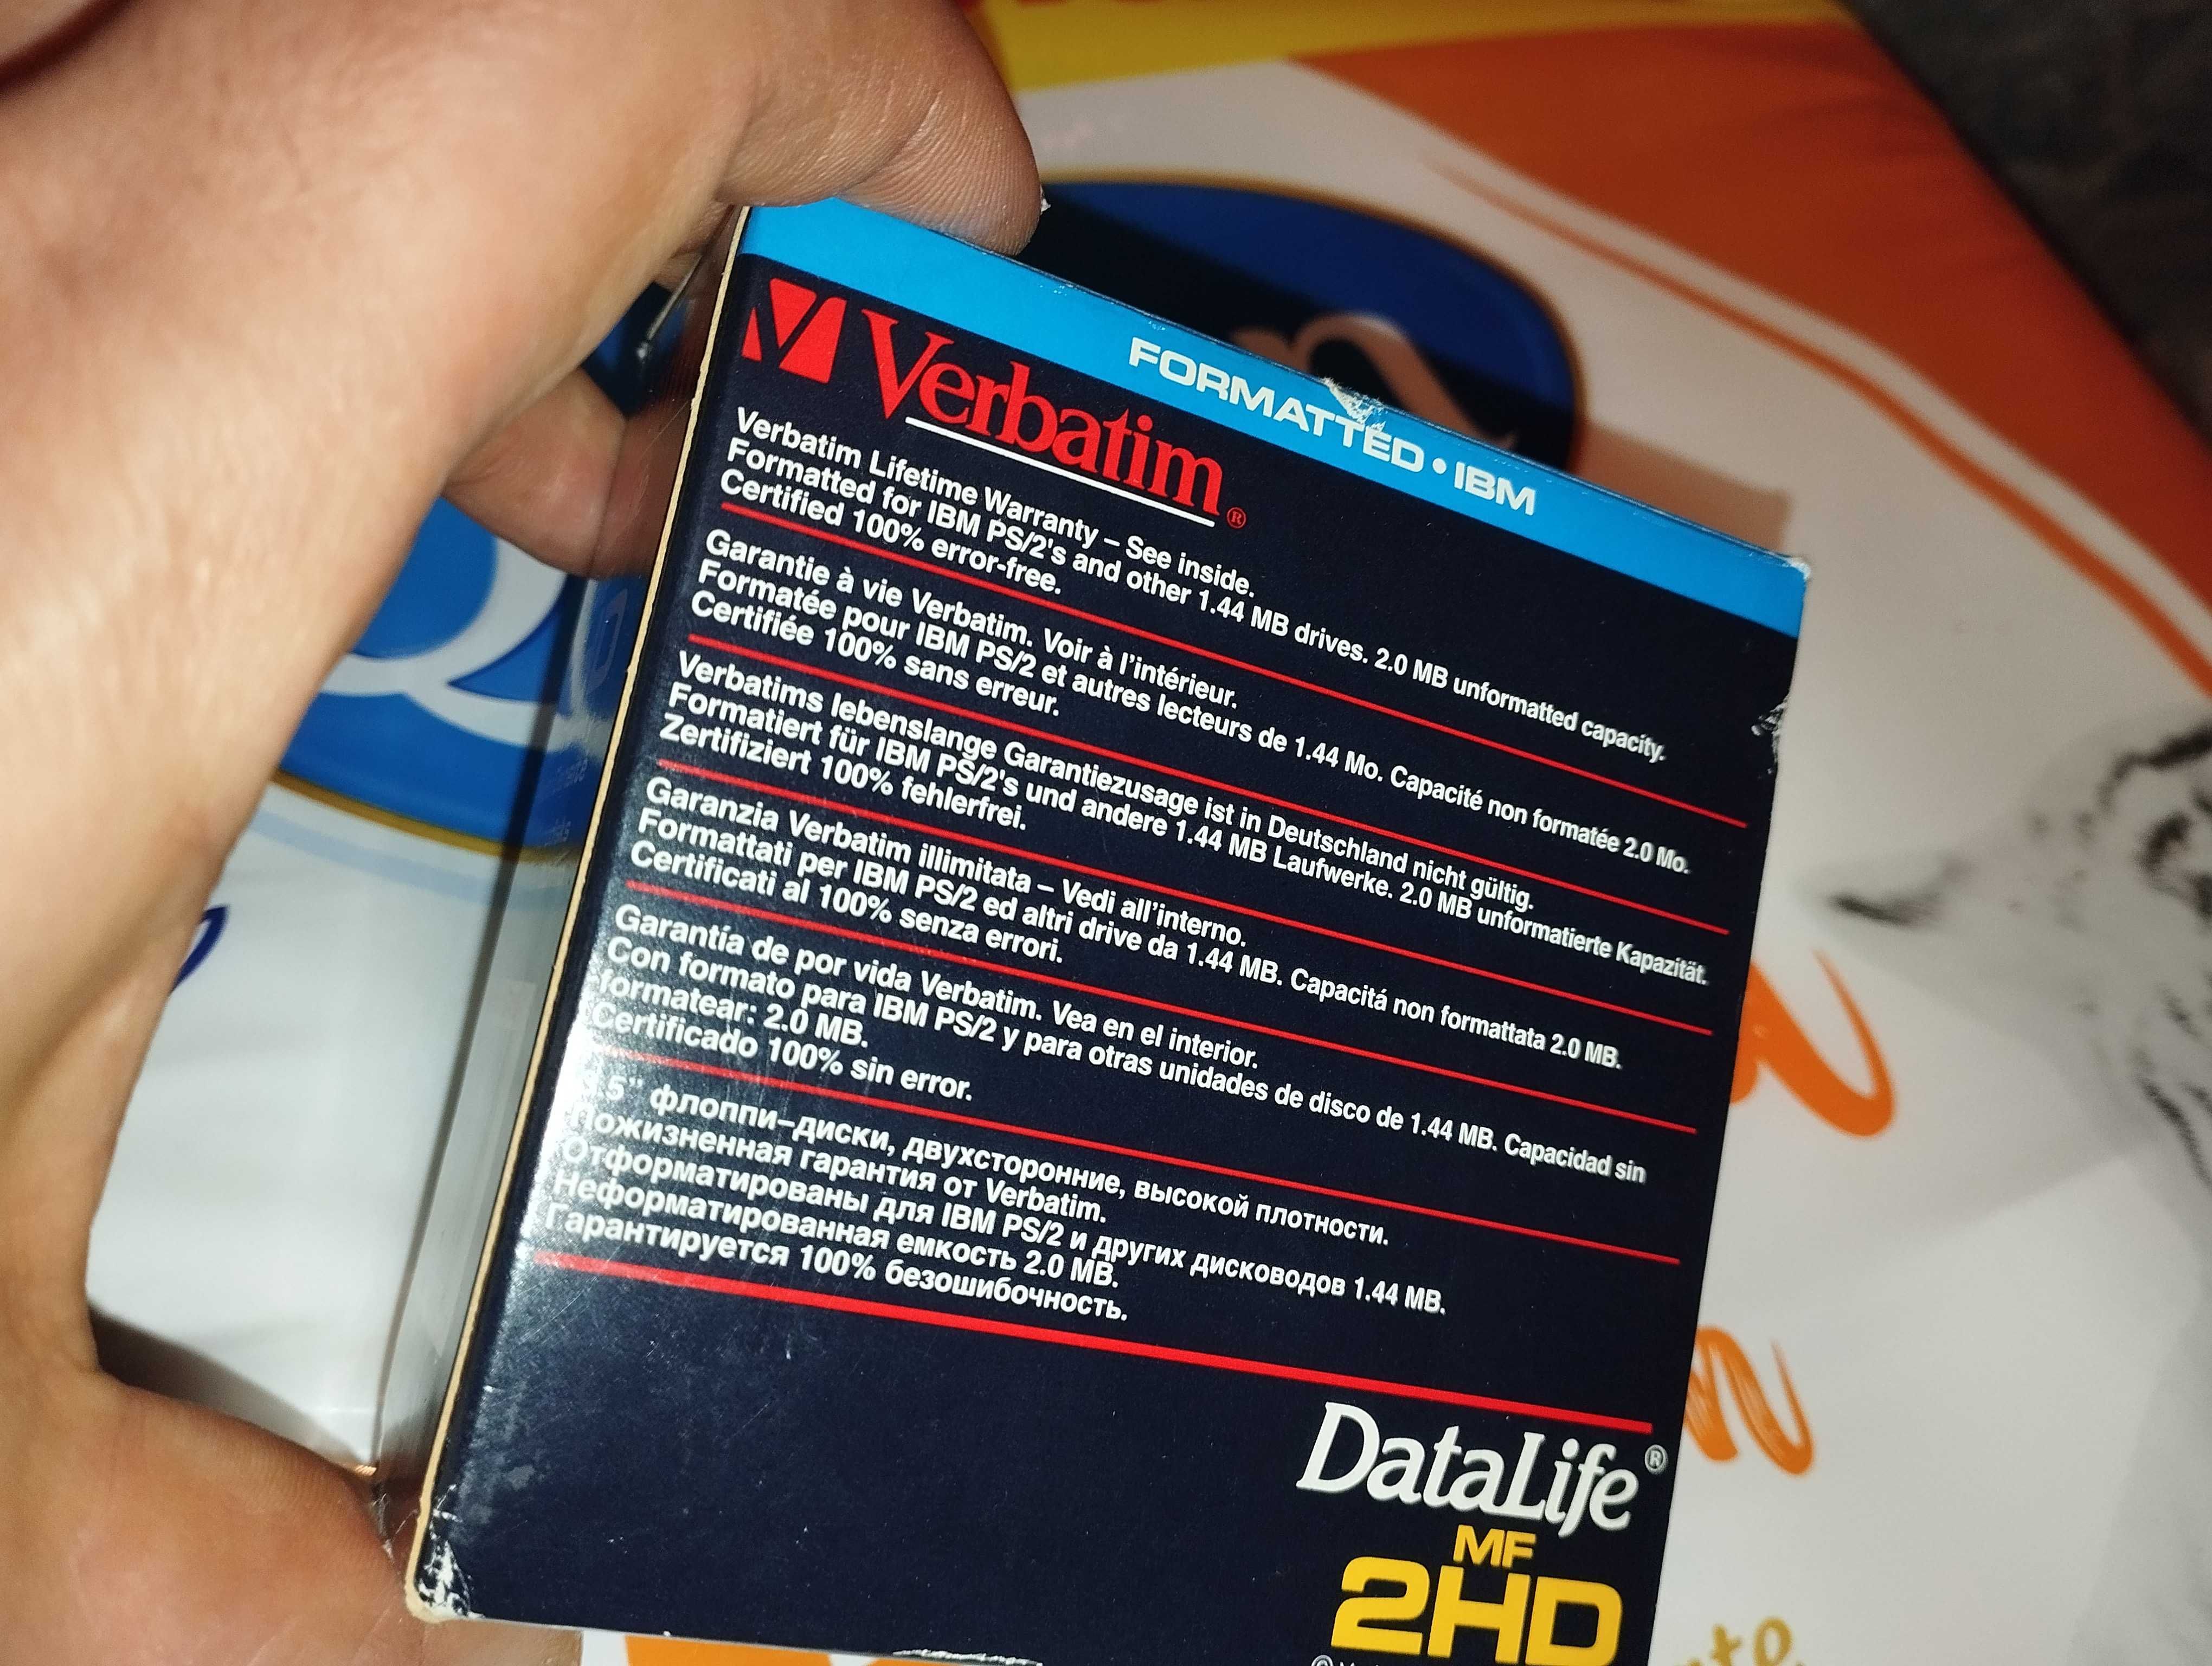 FORMATTED • IBM
Verbatim®
Verbatim Lifetime Warranty – See inside.
Formatted for IBM PS/2's and other 1.44 MB drives. 2.0 MB unformatted capacity.
Certified 100% error-free.
Garantie à vie Verbatim. Voir à l'intérieur.
Formatée pour IBM PS/2 et autres lecteurs de 1.44 Mo. Capacité non formatée 2.0 Mo.
Certifiée 100% sans erreur.
Verbatims lebenslange Garantiezusage ist in Deutschland nicht gültig.
Formatiert für IBM PS/2's und andere 1.44 MB Laufwerke. 2.0 MB unformatierte Kapazität.
Zertifiziert 100% fehlerfrei.
Garanzia Verbatim illimitata – Vedi all'interno.
Formattati per IBM PS/2 ed altri drive da 1.44 MB. Capacitá non formattata 2.0 MB.
Certificati al 100% senza errori.
Garantía de por vida Verbatim. Vea en el interior.
Con formato para IBM PS/2 y para otras unidades de disco de 1.44 MB. Capacidad sin
formatear: 2.0 MB.
Certificado 100% sin error.
3.5" флоппи–диски, двухсторонние, высокой плотности.
Пожизненная гарантия от Verbatim.
Отформатированы для IBM PS/2 и других дисководов 1.44 MB.
Неформатированная емкость 2.0 MB.
Гарантируется 100% безошибочность.
DataLife®
MF
2HD